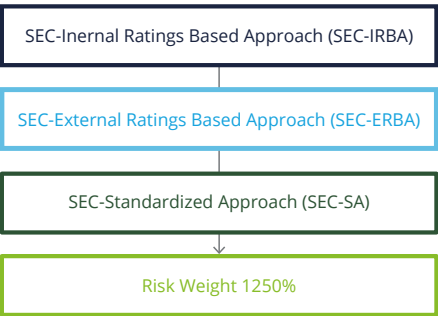 SEC-Inernal Ratings Based Approach (SEC-IRBA)
SEC-External Ratings Based Approach (SEC-ERBA)
SEC-Standardized Approach (SEC-SA)
Risk Weight 1250%